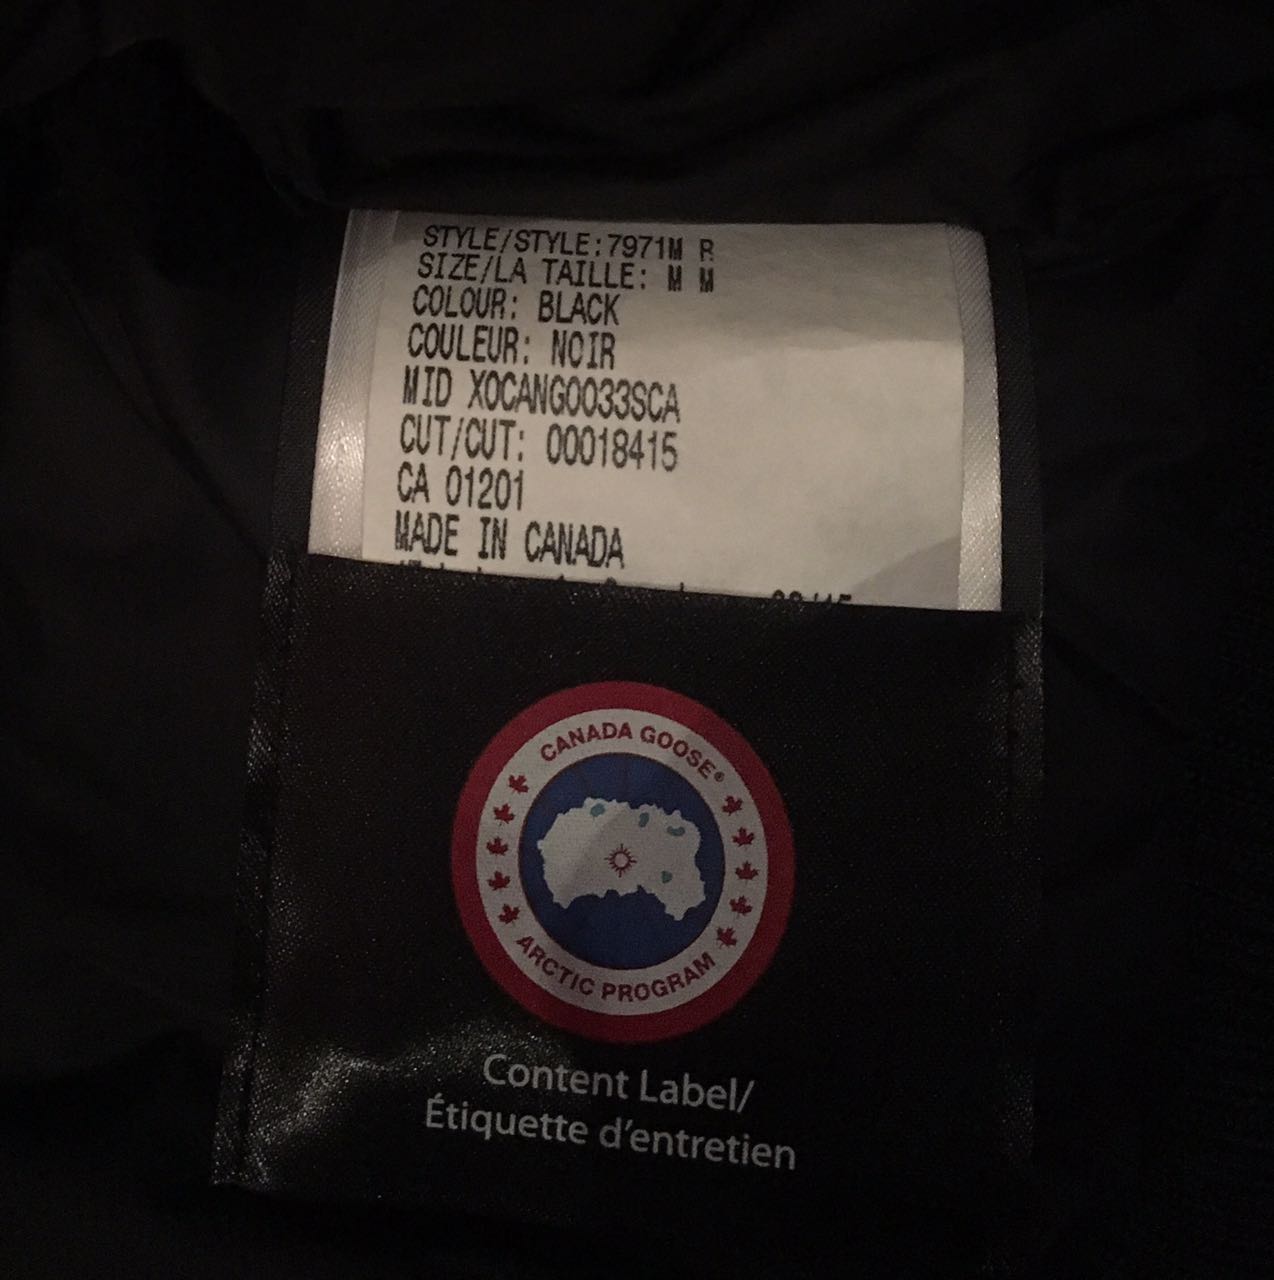 STYLE/STYLE:7971M R
SIZE/LA TAILLE: M M
COLOUR: BLACK
COULEUR: NOIR
MID XOCANGO033SCA
CUT/CUT: 00018415
CA 01201
MADE IN CANADA
CANADA GOOSE®
ARCTIC PROGRAM
Content Label/
Étiquette d'entretien